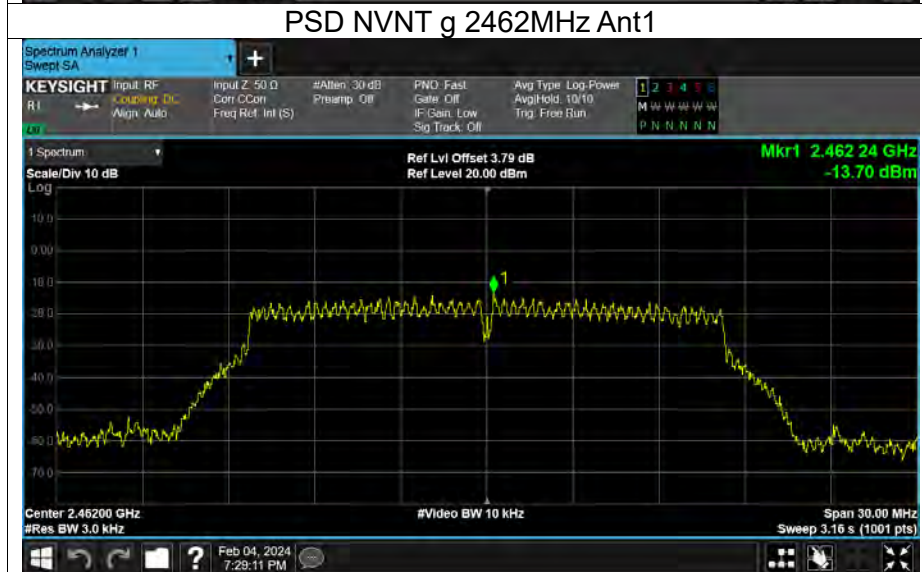 PSD NVNT g 2462MHz Ant1
Spectrum Analyzer 1
Swept SA
+
KEYSIGHT Input: RF Input Z: 50 Ω #Atten: 30 dB PNO: Fast Avg Type: Log-Power 1 2 3 4 5 6
Coupling: DC Corr CCorr Preamp: Off Gate: Off Avg|Hold: 10/10 M W W W W W
Align: Auto Freq Ref: Int (S) IF Gain: Low Trig: Free Run
Sig Track: Off P N N N N N
1 Spectrum Ref Lvl Offset 3.79 dB Mkr1 2.462 24 GHz
Scale/Div 10 dB Ref Level 20.00 dBm -13.70 dBm
Log
10.0
0.00
1
-40.0
-50.0
-60.0
-70.0
Center 2.46200 GHz #Video BW 10 kHz Span 30.00 MHz
#Res BW 3.0 kHz Sweep 3.16 s (1001 pts)
? Feb 04, 2024
7:29:11 PM